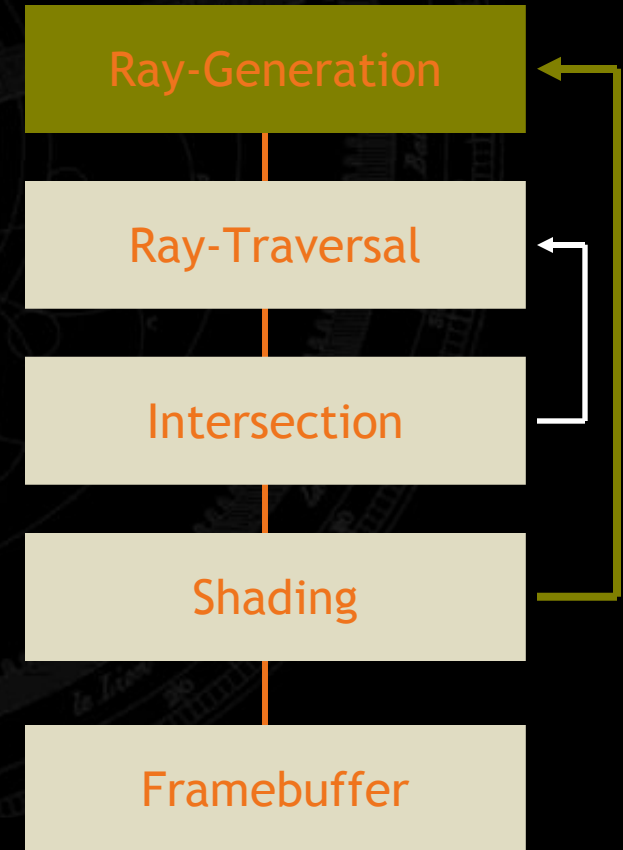 Ray-Generation
Ray-Traversal
Intersection
Shading
Framebuffer